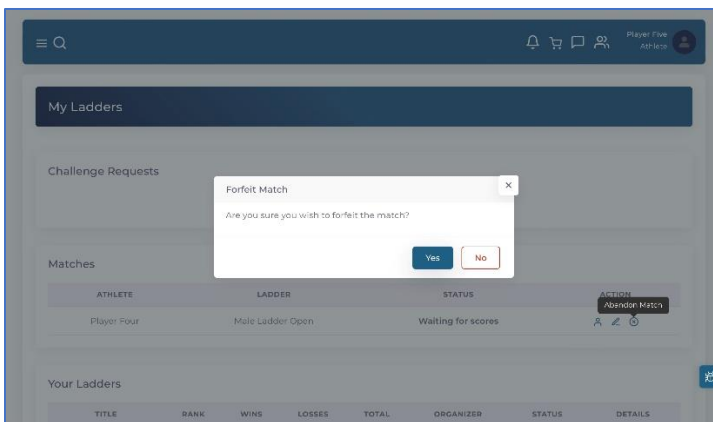 Player Five
Athlete
My Ladders
Challenge Requests
Forfeit Match
Are you sure you wish to forfeit the match?
Yes No
Matches
ATHLETE LADDER STATUS ACTION
Abandon Match
Player Four Male Ladder Open Waiting for scores
Your Ladders
TITLE RANK WINS LOSSES TOTAL ORGANIZER STATUS DETAILS